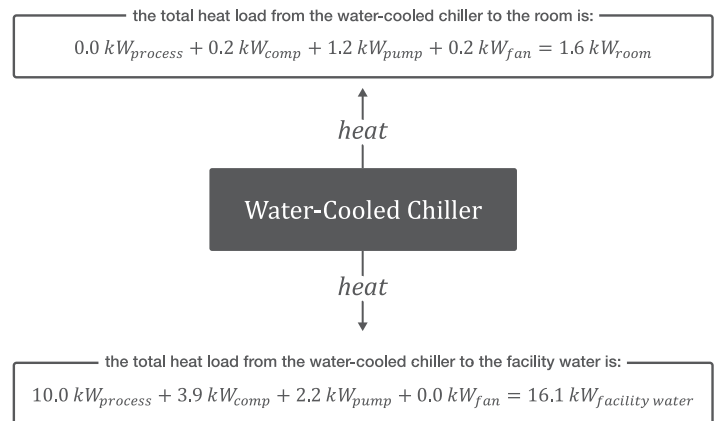 the total heat load from the water-cooled chiller to the room is:
0.0 kW_process + 0.2 kW_comp + 1.2 kW_pump + 0.2 kW_fan = 1.6 kW_room
heat
Water-Cooled Chiller
heat
the total heat load from the water-cooled chiller to the facility water is:
10.0 kW_process + 3.9 kW_comp + 2.2 kW_pump + 0.0 kW_fan = 16.1 kW_facility water